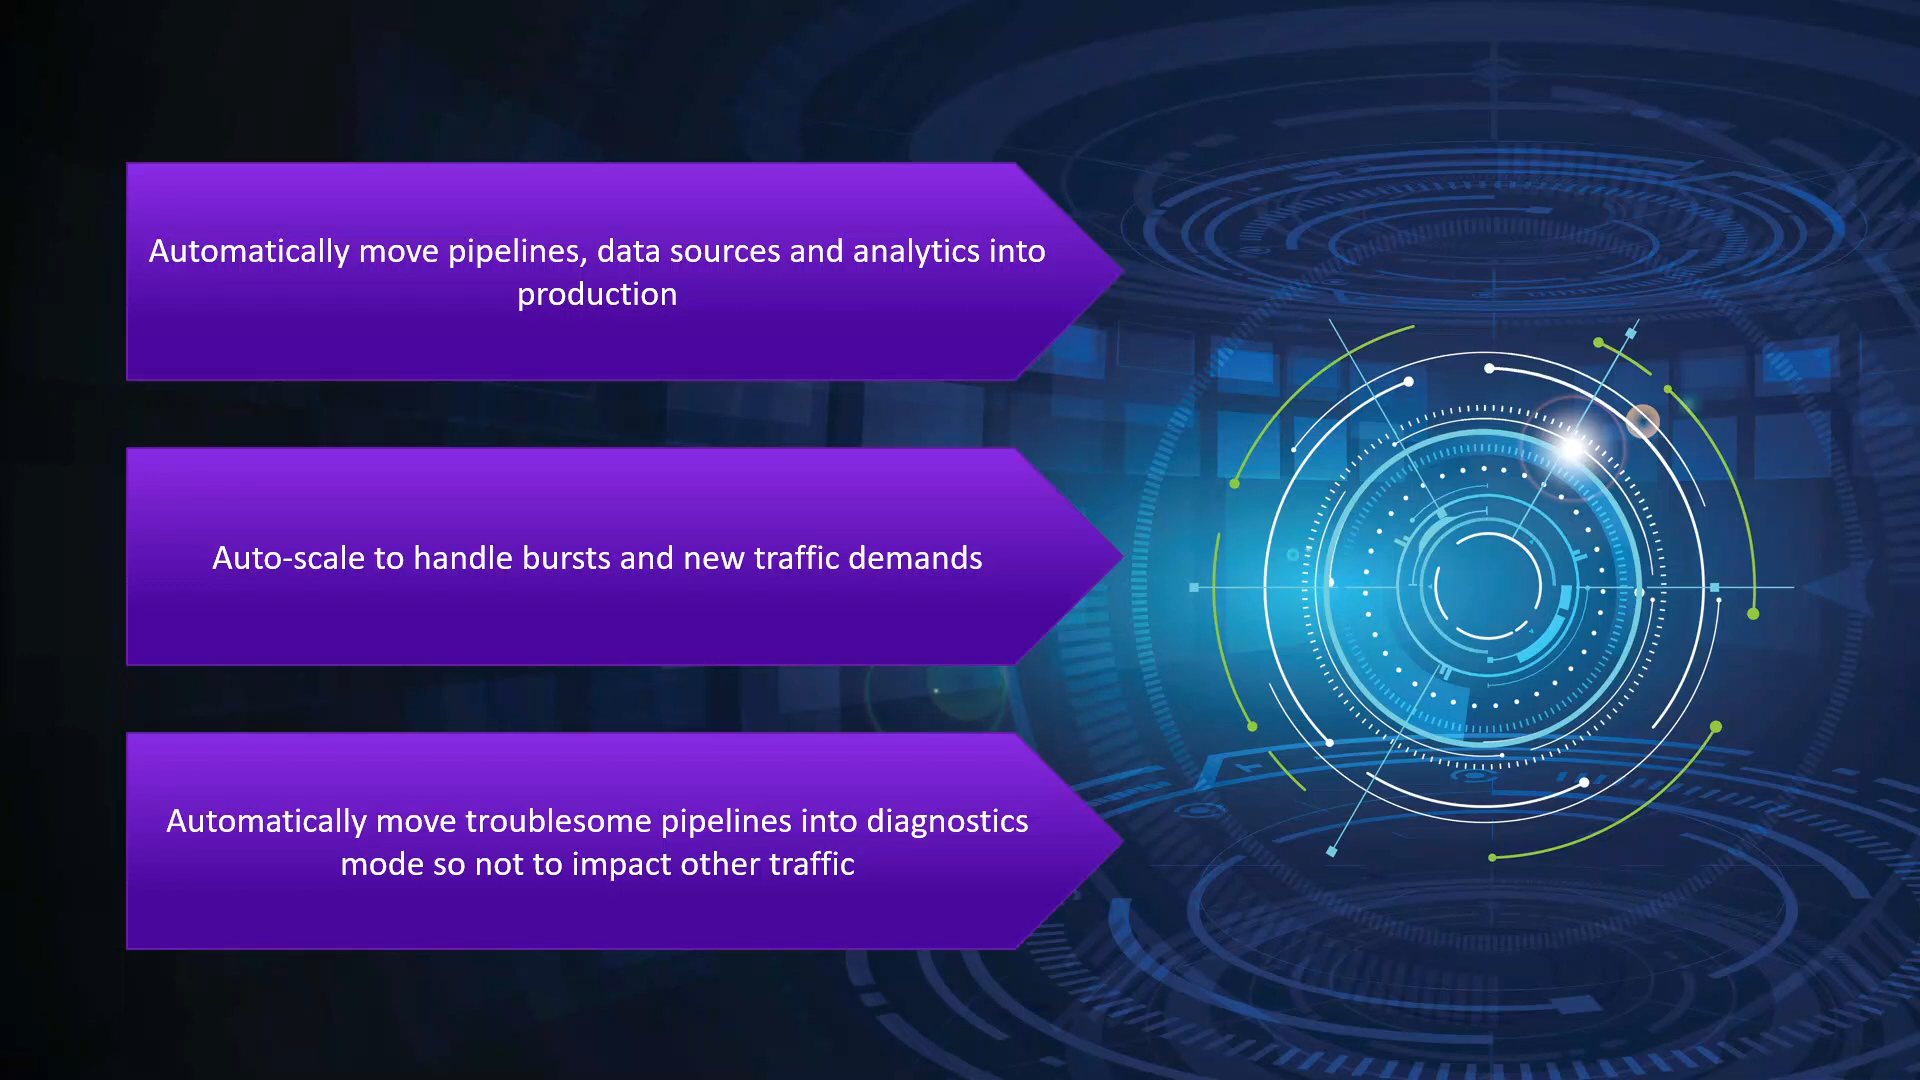 Automatically move pipelines, data sources and analytics into
production
Auto-scale to handle bursts and new traffic demands
Automatically move troublesome pipelines into diagnostics
mode so not to impact other traffic